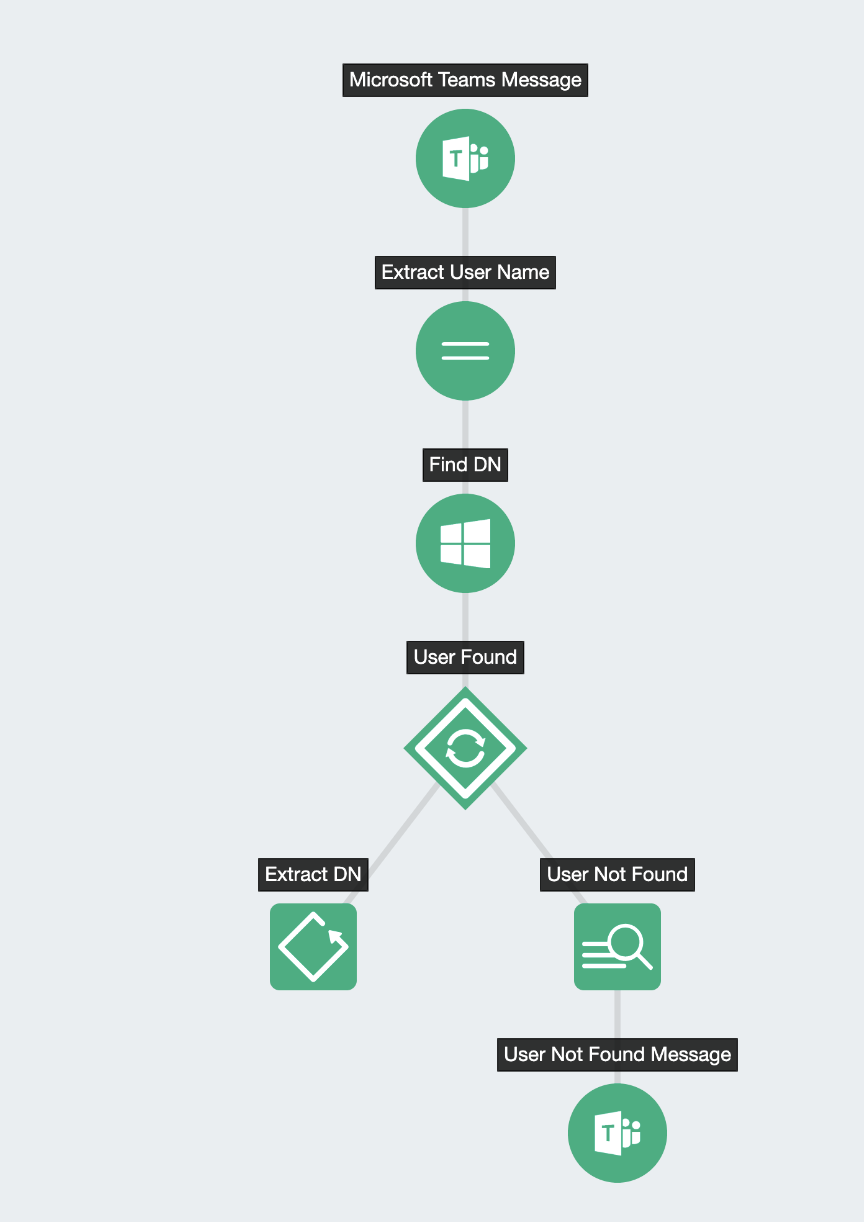 Microsoft Teams Message
T
Extract User Name
Find DN
User Found
Extract DN
User Not Found
User Not Found Message
T